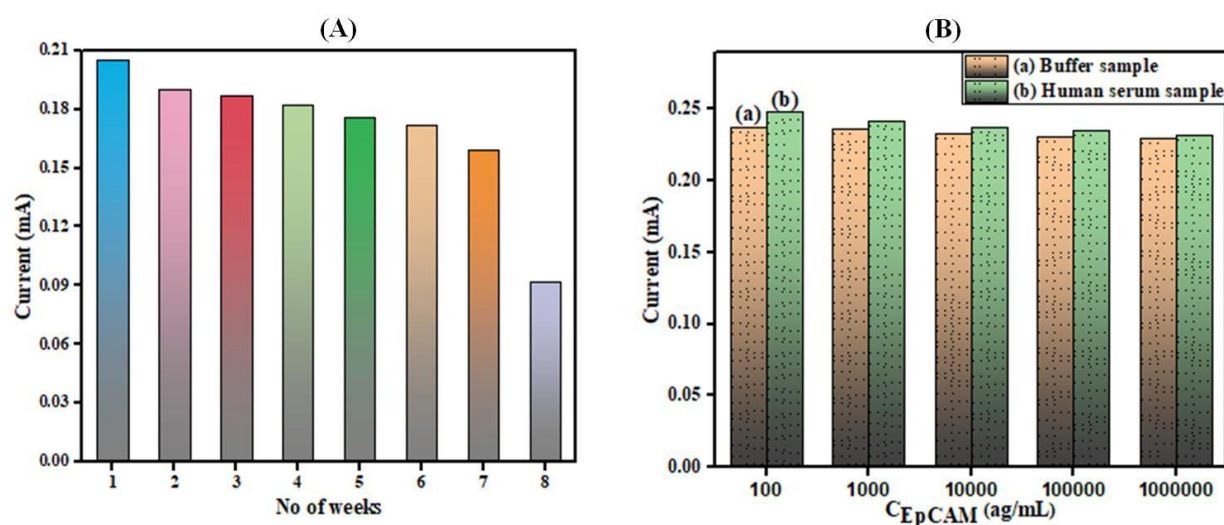 (A)
0.21
0.18
0.15
0.12
0.09
0.06
0.03
0.00
Current (mA)
1 2 3 4 5 6 7 8
No of weeks
(B)
(a) Buffer sample
(b) Human serum sample
(a) (b)
0.25
0.20
0.15
0.10
0.05
0.00
Current (mA)
100 1000 10000 100000 1000000
CEpCAM (ag/mL)